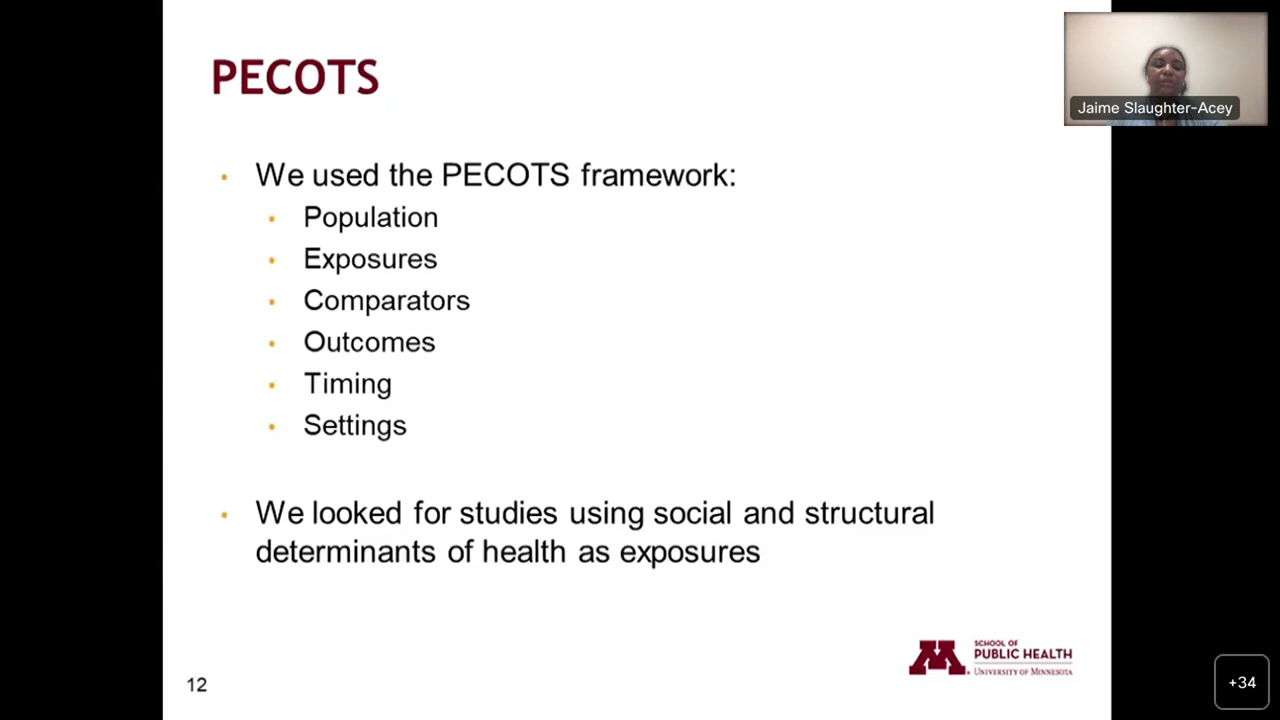 PECOTS
Jaime Slaughter-Acey
• We used the PECOTS framework:
• Population
• Exposures
• Comparators
• Outcomes
• Timing
• Settings
• We looked for studies using social and structural
determinants of health as exposures
M
SCHOOL OF
PUBLIC HEALTH
UNIVERSITY OF MINNESOTA
12
+34